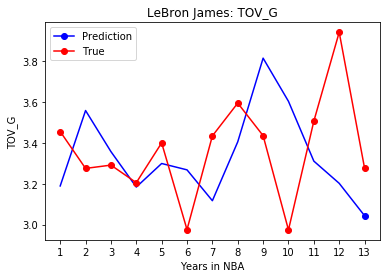 LeBron James: TOV_G
Prediction
True
TOV_G
3.8
3.6
3.4
3.2
3.0
1 2 3 4 5 6 7 8 9 10 11 12 13
Years in NBA